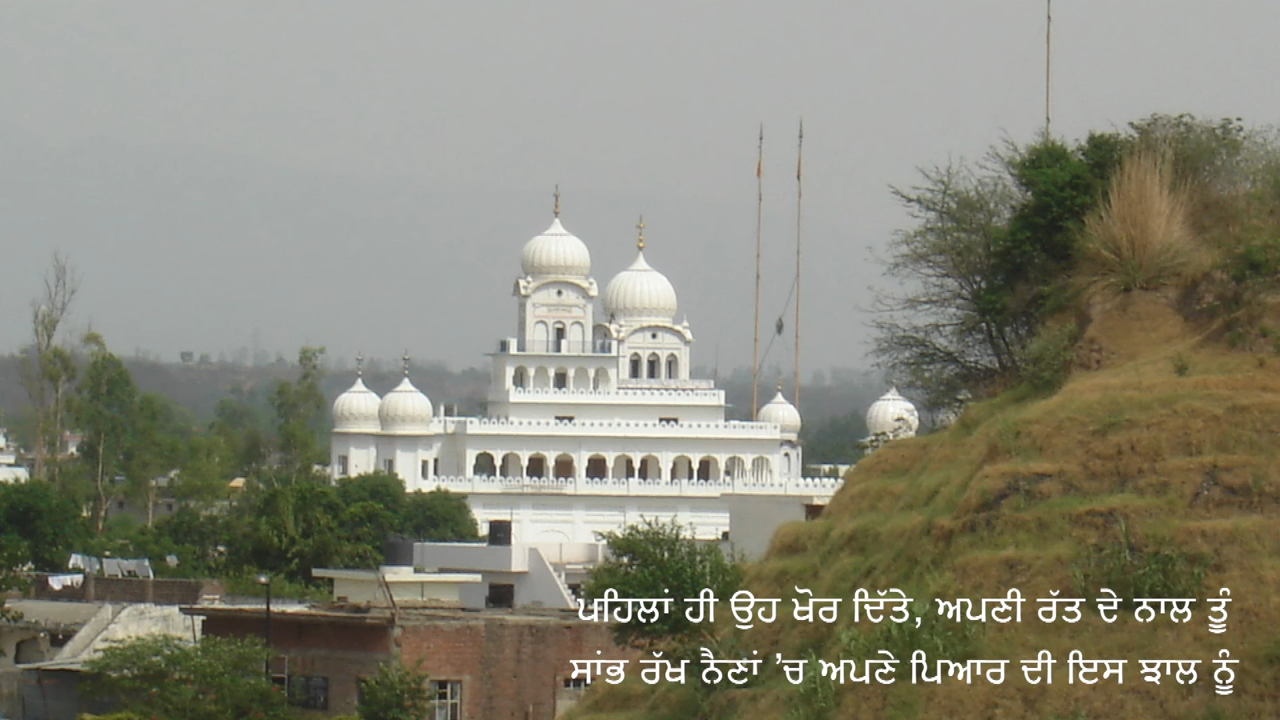 ਪਹਿਲਾਂ ਹੀ ਉਹ ਖੋਰ ਦਿੱਤੇ, ਅਪਣੀ ਰੱਤ ਦੇ ਨਾਲ ਤੂੰ
ਸਾਂਭ ਰੱਖ ਨੈਣਾਂ ’ਚ ਅਪਣੇ ਪਿਆਰ ਦੀ ਇਸ ਝਾਲ ਨੂੰ